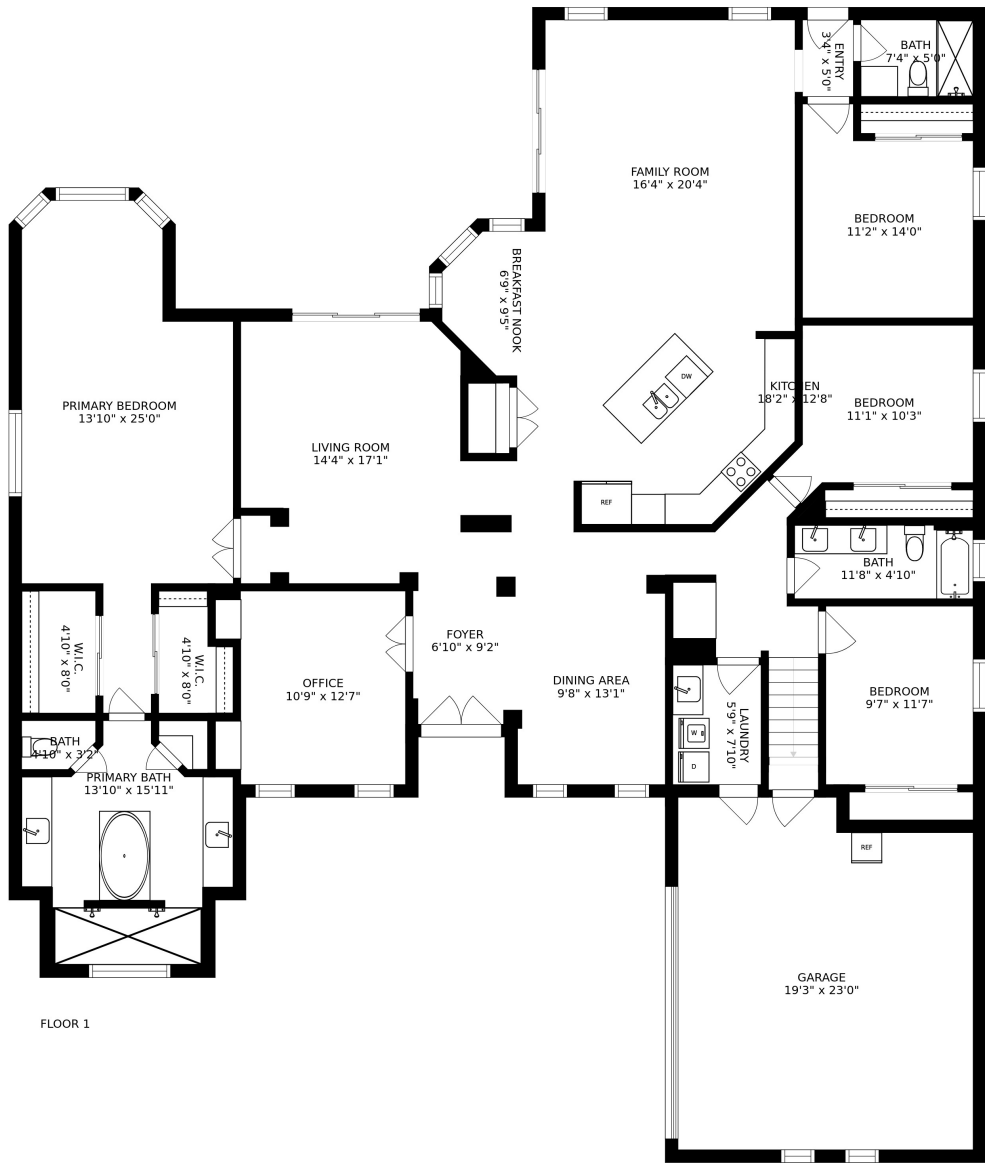 ENTRY
3'4" x 5'0"
BATH
7'4" x 5'0"
FAMILY ROOM
16'4" x 20'4"
BEDROOM
11'2" x 14'0"
BREAKFAST NOOK
6'9" x 9'5"
DW
KITCHEN
18'2" x 12'8"
PRIMARY BEDROOM
13'10" x 25'0"
BEDROOM
11'1" x 10'3"
LIVING ROOM
14'4" x 17'1"
REF
BATH
11'8" x 4'10"
W.I.C.
4'10" x 8'0"
W.I.C.
4'10" x 8'0"
FOYER
6'10" x 9'2"
OFFICE
10'9" x 12'7"
DINING AREA
9'8" x 13'1"
BEDROOM
9'7" x 11'7"
LAUNDRY
5'9" x 7'10"
W
D
BATH
4'10" x 3'2"
PRIMARY BATH
13'10" x 15'11"
REF
GARAGE
19'3" x 23'0"
FLOOR 1